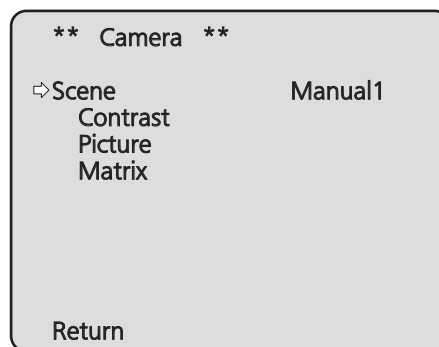 ** Camera **
⇨Scene Manual1
Contrast
Picture
Matrix
Return